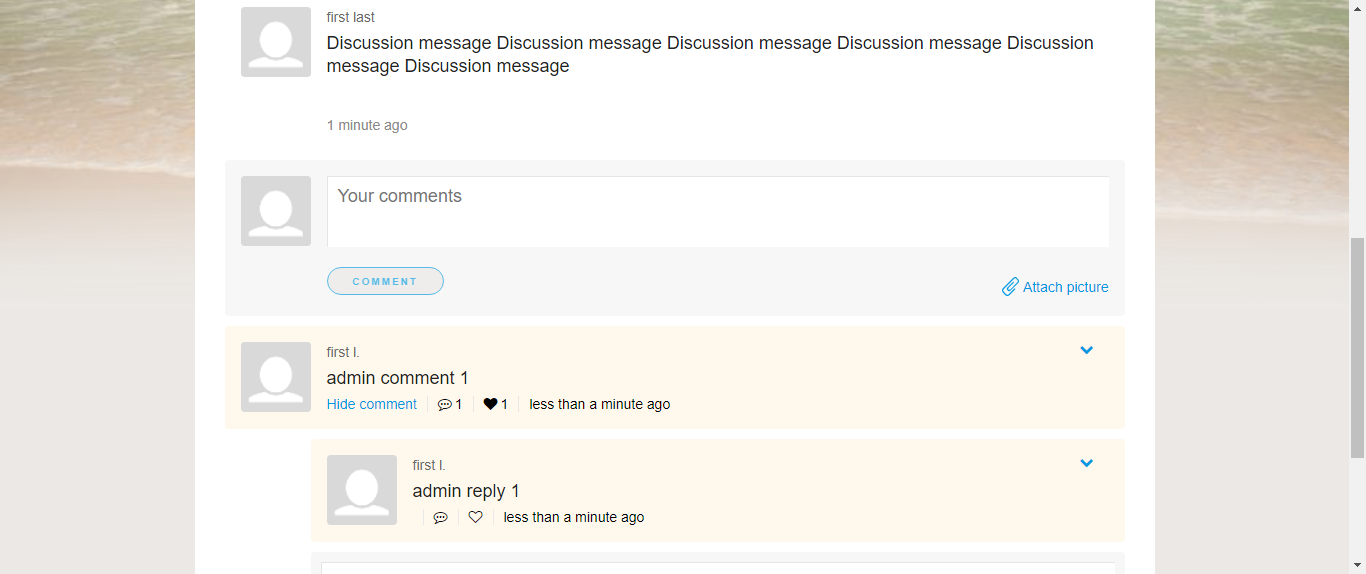 first last
Discussion message Discussion message Discussion message Discussion message Discussion
message Discussion message
1 minute ago
Your comments
COMMENT
Attach picture
first l.
admin comment 1
Hide comment 1 1 less than a minute ago
first l.
admin reply 1
less than a minute ago